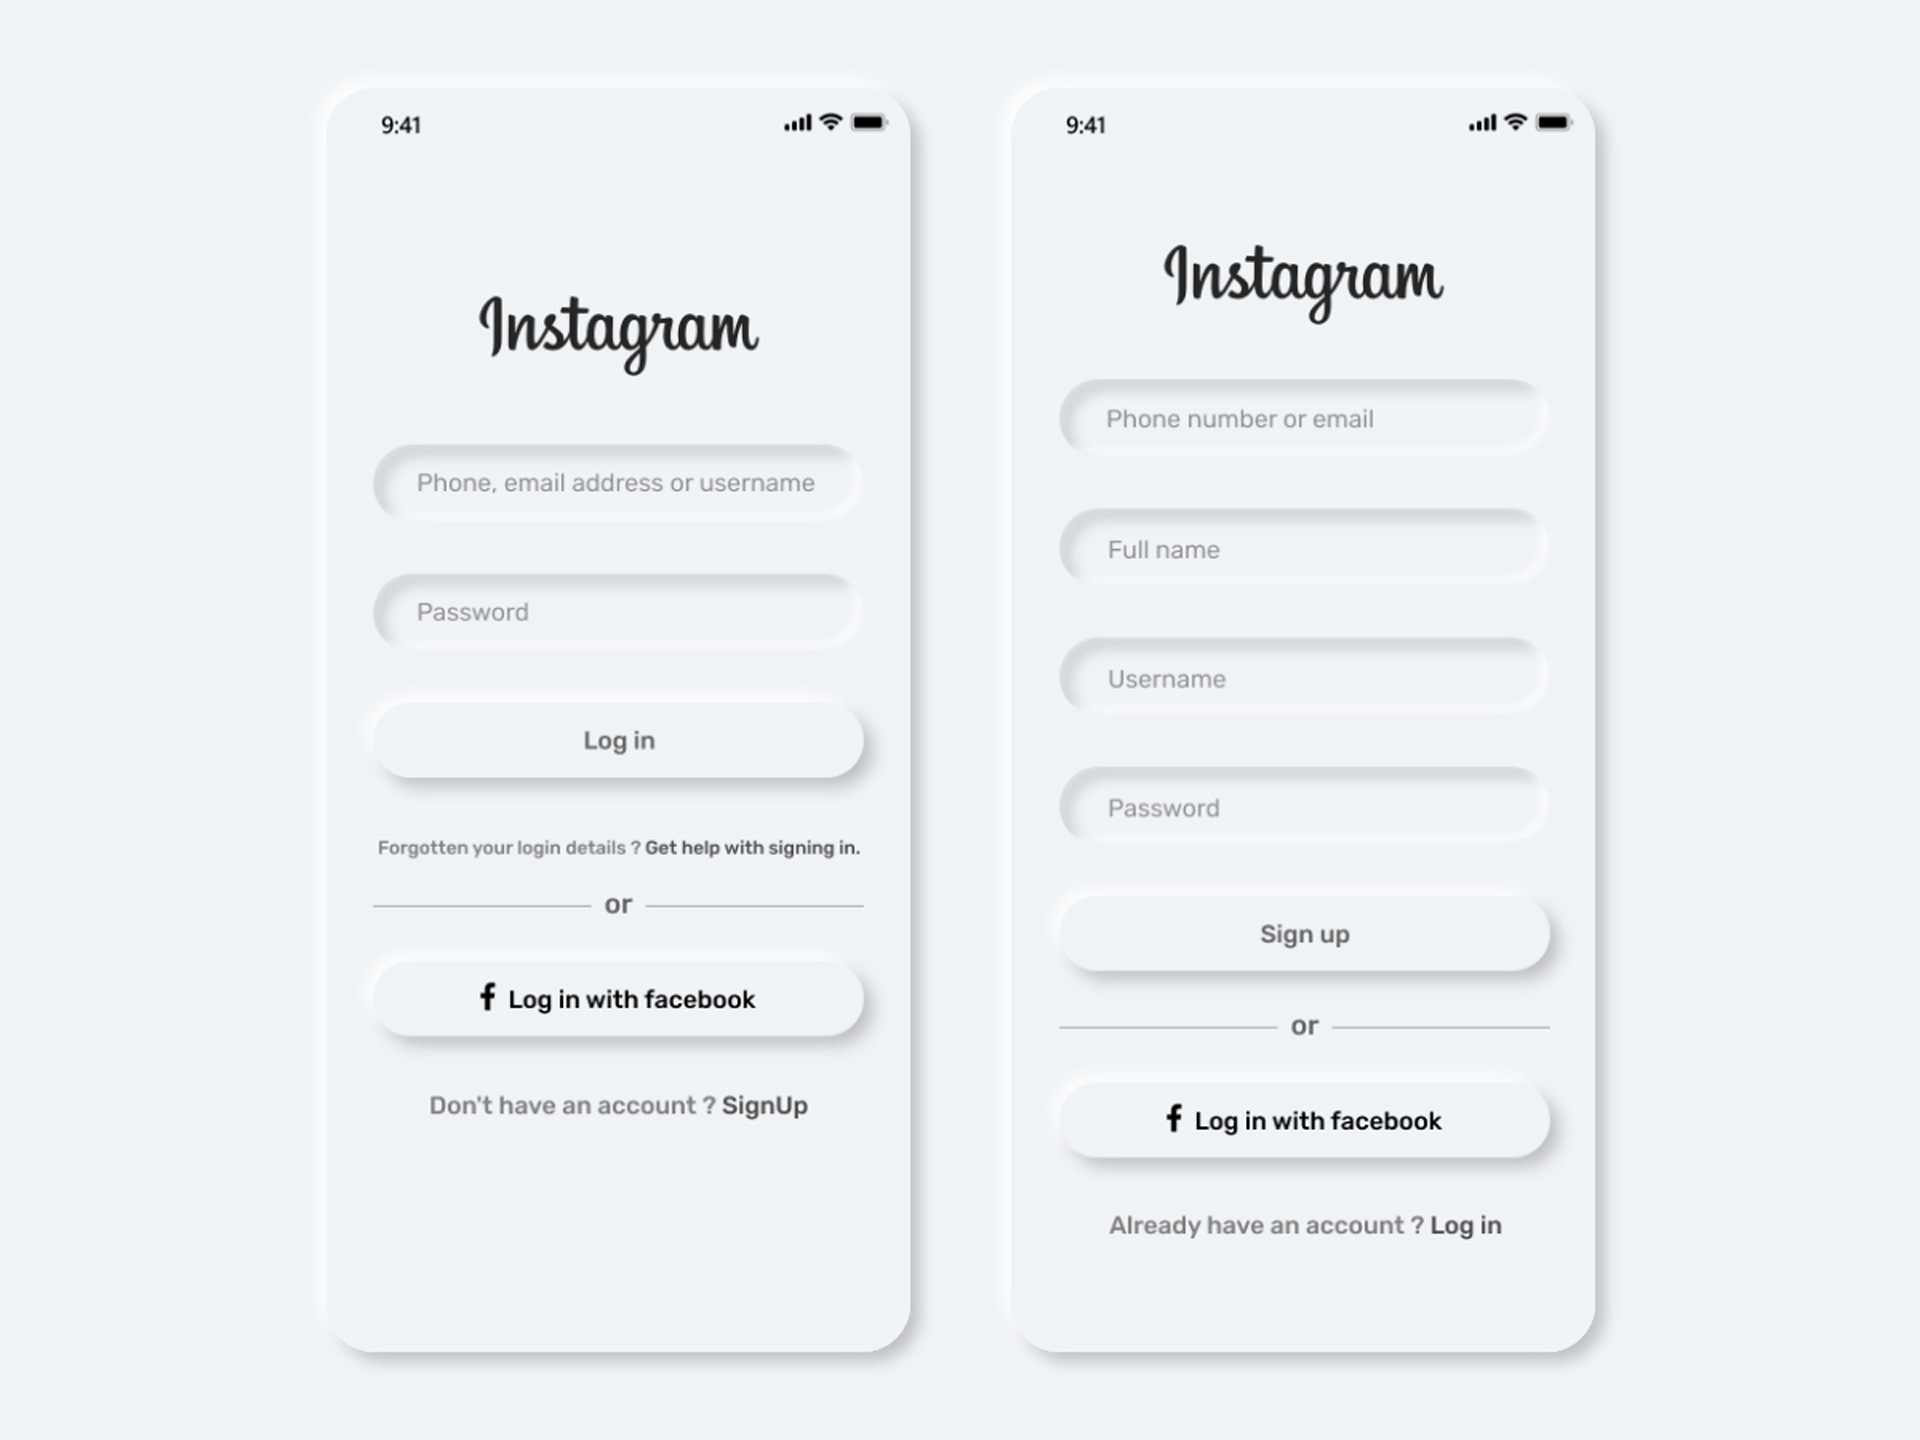 9:41
Instagram
Phone, email address or username
Password
Log in
Forgotten your login details ? Get help with signing in.
or
Log in with facebook
Don't have an account ? SignUp
9:41
Instagram
Phone number or email
Full name
Username
Password
Sign up
or
Log in with facebook
Already have an account ? Log in